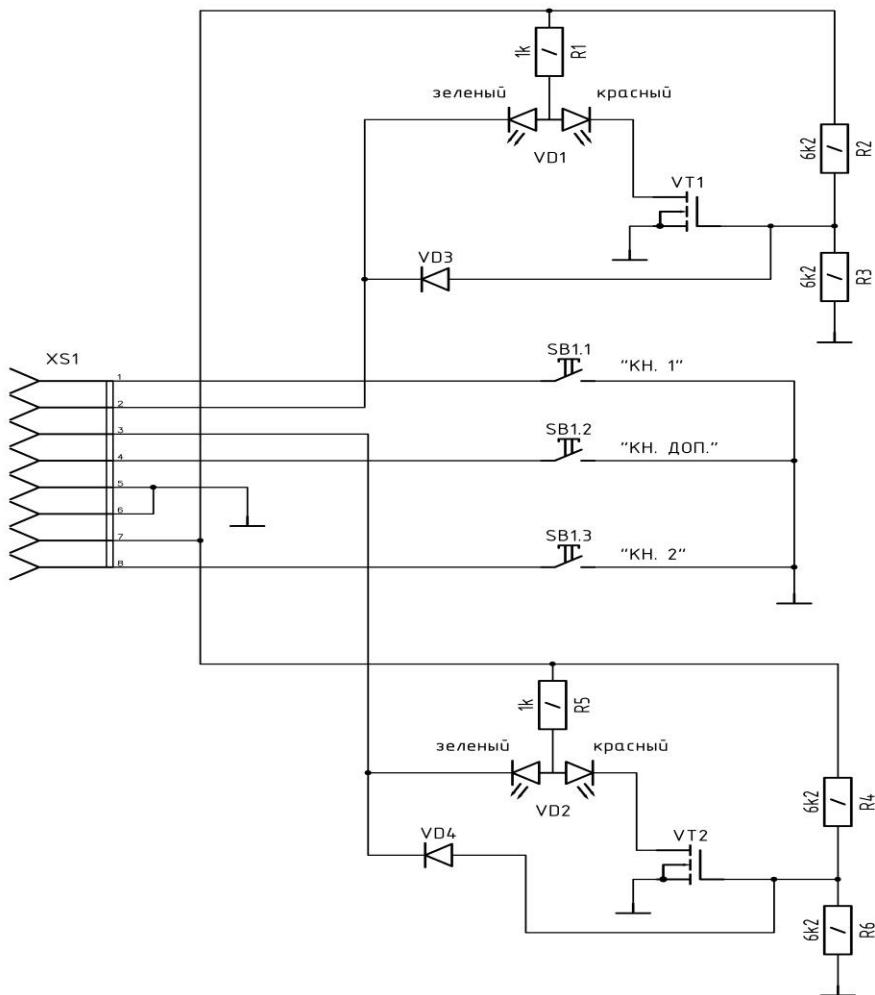 1k
R1
зеленый
красный
VD1
6k2
R2
VT1
VD3
6k2
R3
XS1
SB1.1
"КН. 1"
1
2
3
SB1.2
"КН. ДОП."
4
5
6
SB1.3
"КН. 2"
7
8
1k
R5
зеленый
красный
VD2
6k2
R4
VD4
VT2
6k2
R6